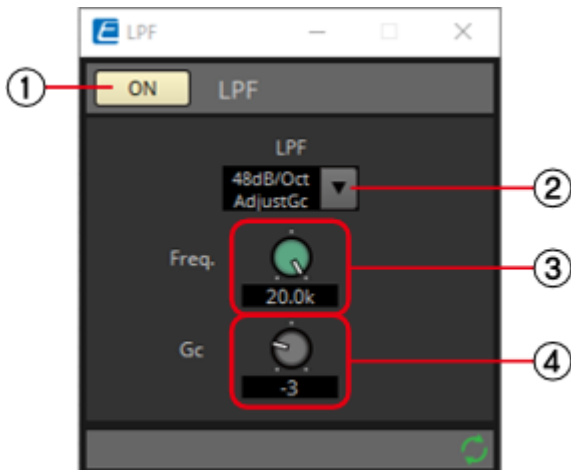 LPF
① ON LPF
LPF
48dB/Oct
AdjustGc
②
Freq.
③
20.0k
Gc
④
-3